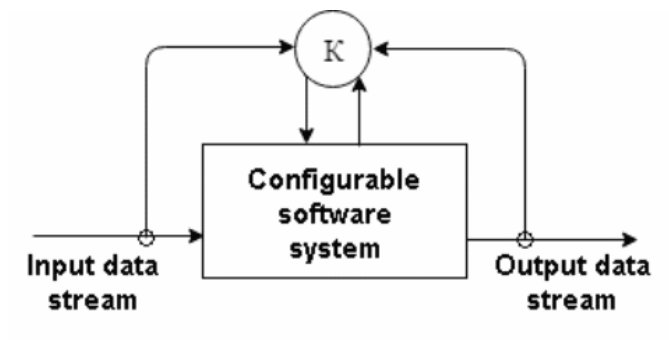 K
Configurable
software
system
Input data
stream
Output data
stream